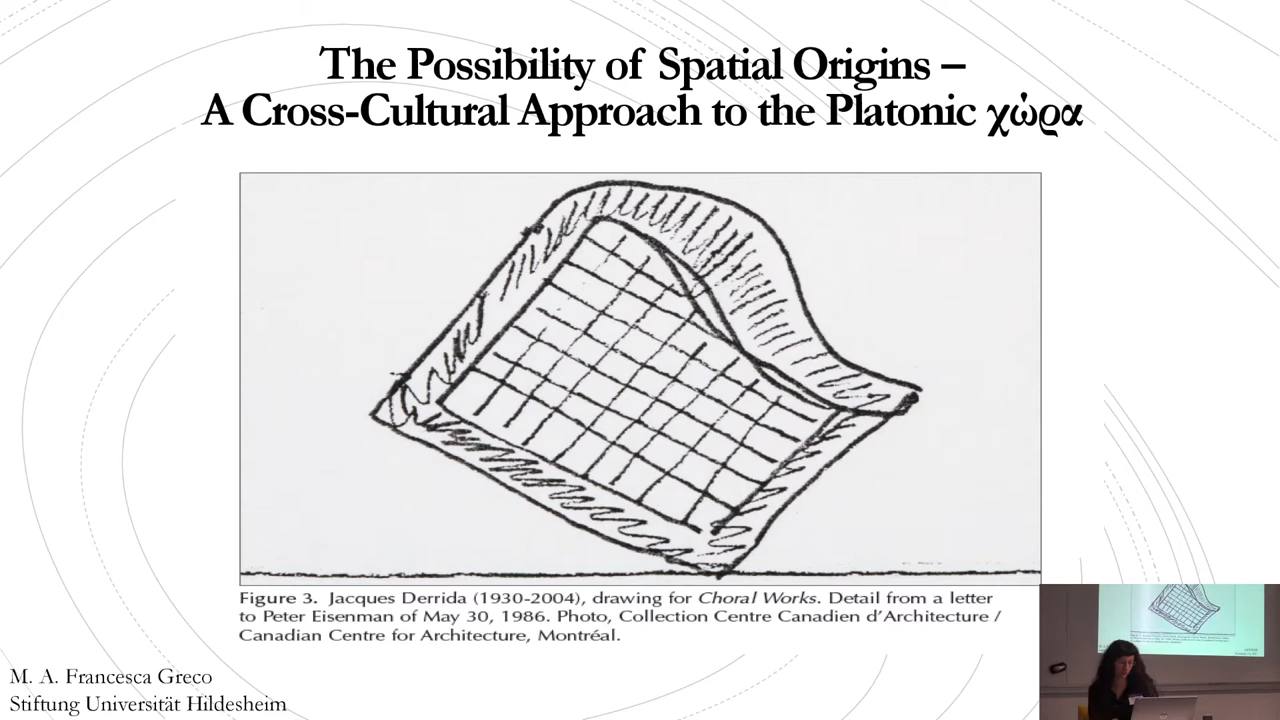 The Possibility of Spatial Origins –
A Cross-Cultural Approach to the Platonic χώρα
Figure 3. Jacques Derrida (1930-2004), drawing for Choral Works. Detail from a letter
to Peter Eisenman of May 30, 1986. Photo, Collection Centre Canadien d'Architecture /
Canadian Centre for Architecture, Montréal.
M. A. Francesca Greco
Stiftung Universität Hildesheim